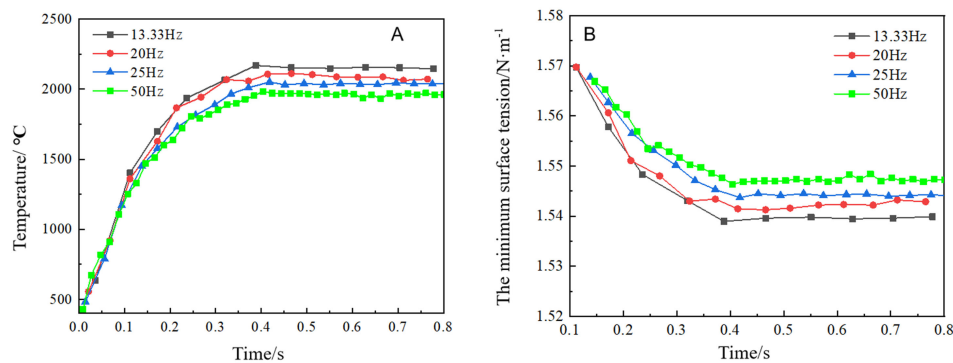 A
13.33Hz
20Hz
25Hz
50Hz
2500
2000
1500
1000
500
Temperature/ °C
0.0 0.1 0.2 0.3 0.4 0.5 0.6 0.7 0.8
Time/s
B
13.33Hz
20Hz
25Hz
50Hz
1.58
1.57
1.56
1.55
1.54
1.53
1.52
The minimum surface tension/N·m⁻¹
0.1 0.2 0.3 0.4 0.5 0.6 0.7 0.8
Time/s